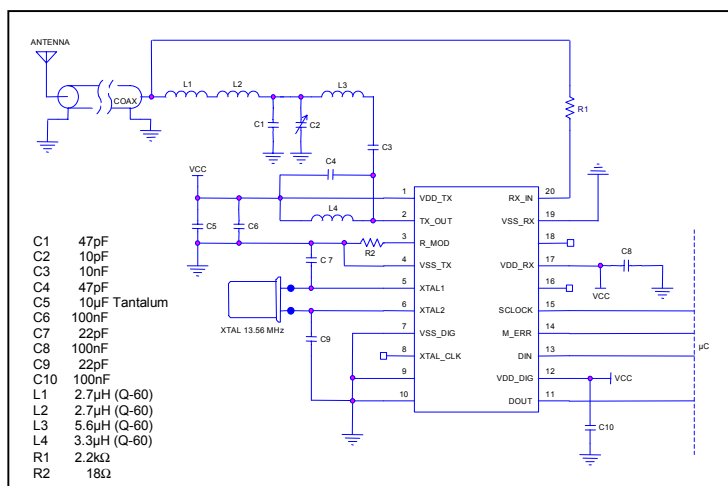 ANTENNA
COAX
L1
L2
L3
C1
C2
C3
R1
C4
VCC
L4
C5
C6
R2
C 7
C9
XTAL 13.56 MHz
1 VDD_TX
2 TX_OUT
3 R_MOD
4 VSS_TX
5 XTAL1
6 XTAL2
7 VSS_DIG
8 XTAL_CLK
9
10
RX_IN 20
VSS_RX 19
18
VDD_RX 17
16
SCLOCK 15
M_ERR 14
DIN 13
VDD_DIG 12
DOUT 11
C8
VCC
VCC
C10
µC
C1 47pF
C2 10pF
C3 10nF
C4 47pF
C5 10µF Tantalum
C6 100nF
C7 22pF
C8 100nF
C9 22pF
C10 100nF
L1 2.7µH (Q-60)
L2 2.7µH (Q-60)
L3 5.6µH (Q-60)
L4 3.3µH (Q-60)
R1 2.2kΩ
R2 18Ω